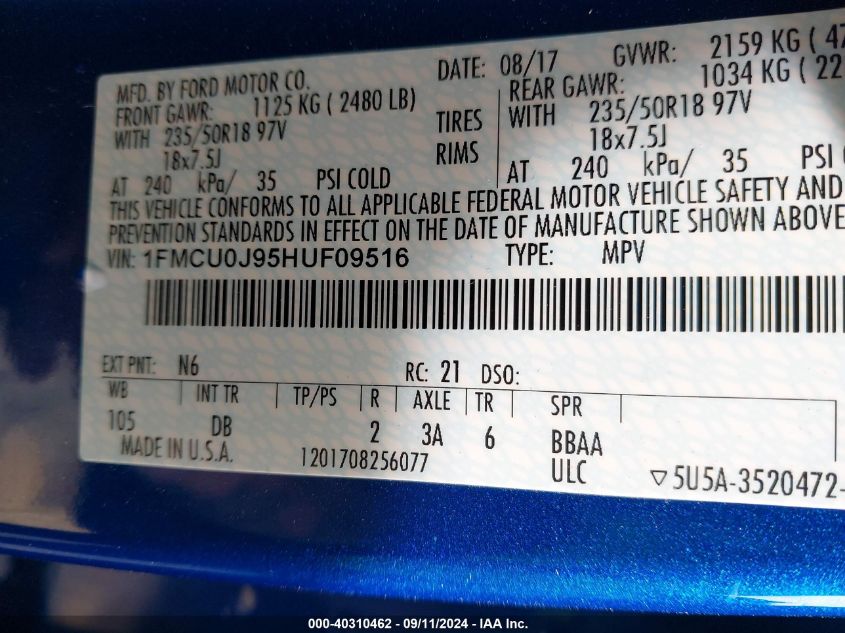 MFD. BY FORD MOTOR CO.
DATE: 08/17 GVWR: 2159 KG ( 47
FRONT GAWR: 1125 KG ( 2480 LB)
REAR GAWR: 1034 KG ( 22
WITH 235/50R18 97V TIRES WITH 235/50R18 97V
18x7.5J RIMS 18x7.5J
AT 240 kPa/ 35 PSI COLD AT 240 kPa/ 35 PSI
THIS VEHICLE CONFORMS TO ALL APPLICABLE FEDERAL MOTOR VEHICLE SAFETY AND
PREVENTION STANDARDS IN EFFECT ON THE DATE OF MANUFACTURE SHOWN ABOVE
VIN: 1FMCU0J95HUF09516 TYPE: MPV
EXT PNT: N6 RC: 21 DSO:
WB INT TR TP/PS R AXLE TR SPR
105 DB 2 3A 6 BBAA
MADE IN U.S.A. 1201708256077 ULC ▽5U5A-3520472-
000-40310462 - 09/11/2024 - IAA Inc.